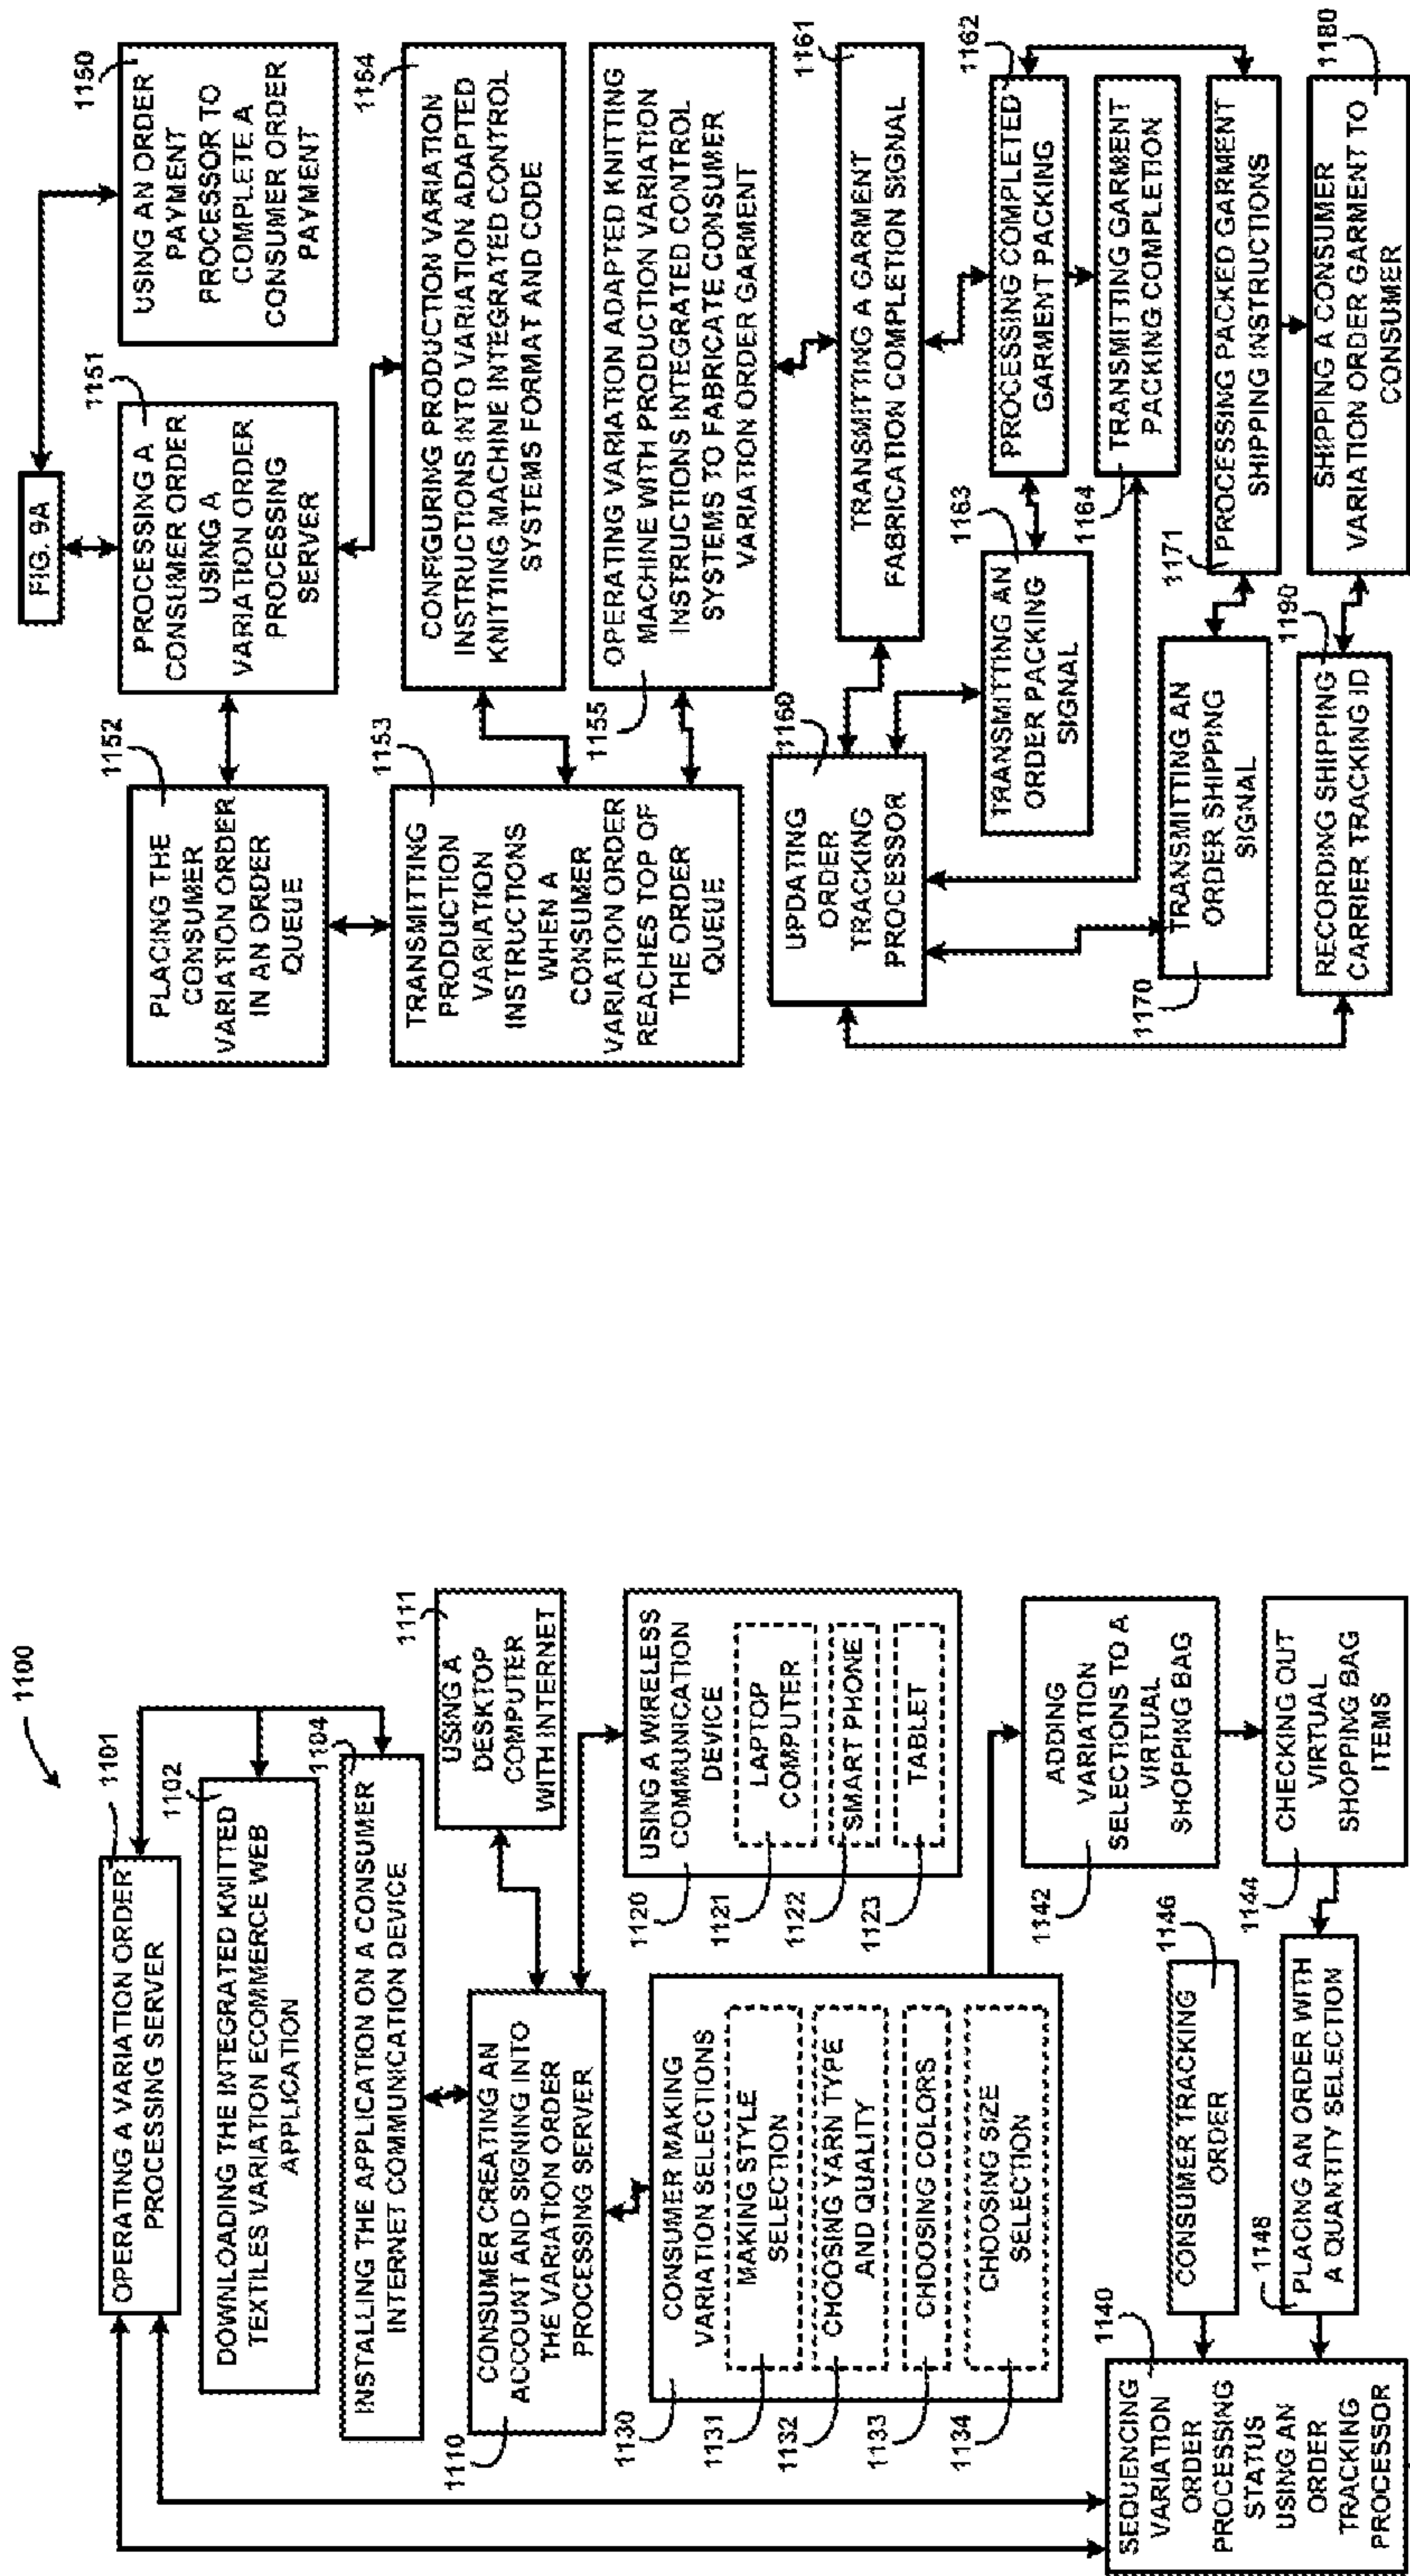 1100
1101
OPERATING A VARIATION ORDER
PROCESSING SERVER
1102
DOWNLOADING THE INTEGRATED KNITTED
TEXTILES VARIATION ECOMMERCE WEB
APPLICATION
1104
INSTALLING THE APPLICATION ON A CONSUMER
INTERNET COMMUNICATION DEVICE
1110
CONSUMER CREATING AN
ACCOUNT AND SIGNING INTO
THE VARIATION ORDER
PROCESSING SERVER
1111
USING A
DESKTOP
COMPUTER
WITH INTERNET
1120
USING A WIRELESS
COMMUNICATION
DEVICE
1121
LAPTOP
COMPUTER
1122
SMART PHONE
1123
TABLET
1130
CONSUMER MAKING
VARIATION SELECTIONS
1131
MAKING STYLE
SELECTION
1132
CHOOSING YARN TYPE
AND QUALITY
1133
CHOOSING COLORS
1134
CHOOSING SIZE
SELECTION
1142
ADDING
VARIATION
SELECTIONS TO A
VIRTUAL
SHOPPING BAG
1144
CHECKING OUT
VIRTUAL
SHOPPING BAG
ITEMS
1146
CONSUMER TRACKING
ORDER
1148
PLACING AN ORDER WITH
A QUANTITY SELECTION
1140
SEQUENCING
VARIATION
ORDER
PROCESSING
STATUS
USING AN
ORDER
TRACKING
PROCESSOR
FIG. 9A
1150
USING AN ORDER
PAYMENT
PROCESSOR TO
COMPLETE A
CONSUMER ORDER
PAYMENT
1151
PROCESSING A
CONSUMER ORDER
USING A
VARIATION ORDER
PROCESSING
SERVER
1152
PLACING THE
CONSUMER
VARIATION ORDER
IN AN ORDER
QUEUE
1153
TRANSMITTING
PRODUCTION
VARIATION
INSTRUCTIONS
WHEN A
CONSUMER
VARIATION ORDER
REACHES TOP OF
THE ORDER
QUEUE
1154
CONFIGURING PRODUCTION VARIATION
INSTRUCTIONS INTO VARIATION ADAPTED
KNITTING MACHINE INTEGRATED CONTROL
SYSTEMS FORMAT AND CODE
1155
OPERATING VARIATION ADAPTED KNITTING
MACHINE WITH PRODUCTION VARIATION
INSTRUCTIONS INTEGRATED CONTROL
SYSTEMS TO FABRICATE CONSUMER
VARIATION ORDER GARMENT
1160
UPDATING
ORDER
TRACKING
PROCESSOR
1161
TRANSMITTING A GARMENT
FABRICATION COMPLETION SIGNAL
1162
PROCESSING COMPLETED
GARMENT PACKING
1163
TRANSMITTING AN
ORDER PACKING
SIGNAL
1164
TRANSMITTING GARMENT
PACKING COMPLETION
1170
TRANSMITTING AN
ORDER SHIPPING
SIGNAL
1171
PROCESSING PACKED GARMENT
SHIPPING INSTRUCTIONS
1180
SHIPPING A CONSUMER
VARIATION ORDER GARMENT TO
CONSUMER
1190
RECORDING SHIPPING
CARRIER TRACKING ID